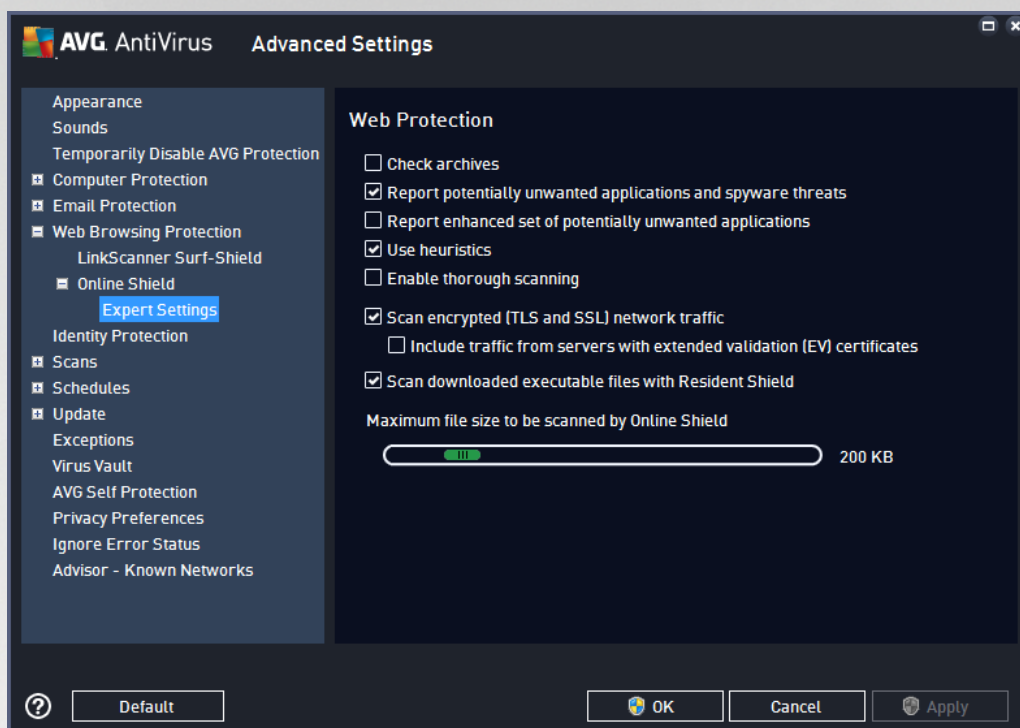 AVG. AntiVirus Advanced Settings
Appearance
Sounds
Temporarily Disable AVG Protection
Computer Protection
Email Protection
Web Browsing Protection
LinkScanner Surf-Shield
Online Shield
Expert Settings
Identity Protection
Scans
Schedules
Update
Exceptions
Virus Vault
AVG Self Protection
Privacy Preferences
Ignore Error Status
Advisor - Known Networks
Web Protection
Check archives
Report potentially unwanted applications and spyware threats
Report enhanced set of potentially unwanted applications
Use heuristics
Enable thorough scanning
Scan encrypted (TLS and SSL) network traffic
Include traffic from servers with extended validation (EV) certificates
Scan downloaded executable files with Resident Shield
Maximum file size to be scanned by Online Shield
200 KB
? Default OK Cancel Apply